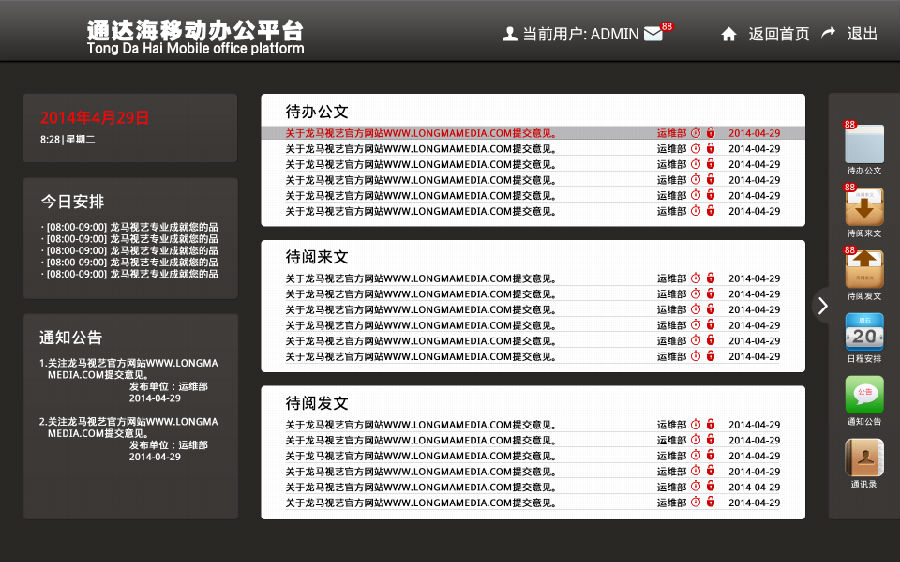 通达海移动办公平台
Tong Da Hai Mobile office platform
当前用户: ADMIN 88 返回首页 退出
2014年4月29日
8:28|星期二
今日安排
· [08:00-09:00] 龙马视艺专业成就您的品
· [08:00-09:00] 龙马视艺专业成就您的品
· [08:00-09:00] 龙马视艺专业成就您的品
· [08:00-09:00] 龙马视艺专业成就您的品
· [08:00-09:00] 龙马视艺专业成就您的品
通知公告
1.关注龙马视艺官方网站WWW.LONGMA
MEDIA.COM提交意见。
发布单位：运维部
2014-04-29
2.关注龙马视艺官方网站WWW.LONGMA
MEDIA.COM提交意见。
发布单位：运维部
2014-04-29
待办公文
关于龙马视艺官方网站WWW.LONGMAMEDIA.COM提交意见。 运维部 2014-04-29
关于龙马视艺官方网站WWW.LONGMAMEDIA.COM提交意见。 运维部 2014-04-29
关于龙马视艺官方网站WWW.LONGMAMEDIA.COM提交意见。 运维部 2014-04-29
关于龙马视艺官方网站WWW.LONGMAMEDIA.COM提交意见。 运维部 2014-04-29
关于龙马视艺官方网站WWW.LONGMAMEDIA.COM提交意见。 运维部 2014-04-29
关于龙马视艺官方网站WWW.LONGMAMEDIA.COM提交意见。 运维部 2014-04-29
待阅来文
关于龙马视艺官方网站WWW.LONGMAMEDIA.COM提交意见。 运维部 2014-04-29
关于龙马视艺官方网站WWW.LONGMAMEDIA.COM提交意见。 运维部 2014-04-29
关于龙马视艺官方网站WWW.LONGMAMEDIA.COM提交意见。 运维部 2014-04-29
关于龙马视艺官方网站WWW.LONGMAMEDIA.COM提交意见。 运维部 2014-04-29
关于龙马视艺官方网站WWW.LONGMAMEDIA.COM提交意见。 运维部 2014-04-29
关于龙马视艺官方网站WWW.LONGMAMEDIA.COM提交意见。 运维部 2014-04-29
待阅发文
关于龙马视艺官方网站WWW.LONGMAMEDIA.COM提交意见。 运维部 2014-04-29
关于龙马视艺官方网站WWW.LONGMAMEDIA.COM提交意见。 运维部 2014-04-29
关于龙马视艺官方网站WWW.LONGMAMEDIA.COM提交意见。 运维部 2014-04-29
关于龙马视艺官方网站WWW.LONGMAMEDIA.COM提交意见。 运维部 2014-04-29
关于龙马视艺官方网站WWW.LONGMAMEDIA.COM提交意见。 运维部 2014-04-29
关于龙马视艺官方网站WWW.LONGMAMEDIA.COM提交意见。 运维部 2014-04-29
88
待办公文
88
待阅来文
88
待阅发文
20
日程安排
公告
通知公告
通讯录